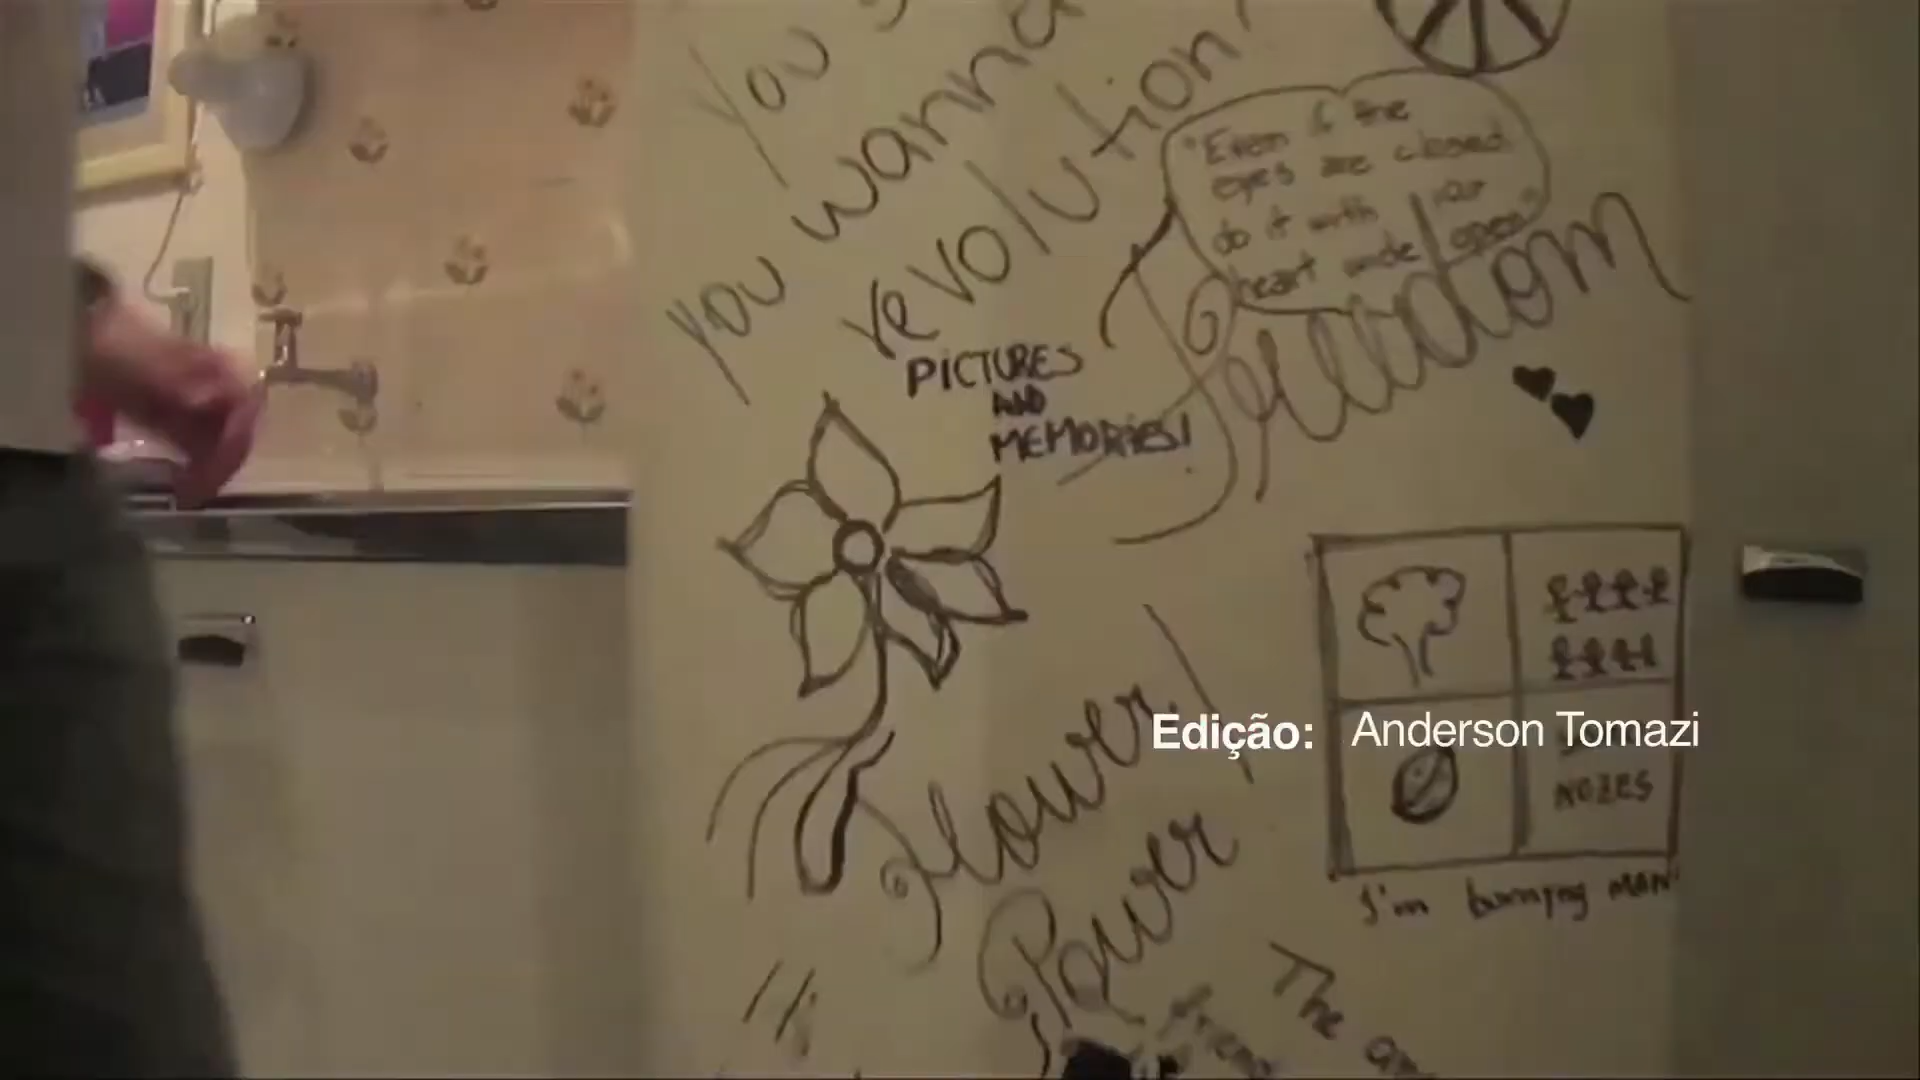 You
you wanna
revolution!
"Even if the
eyes are closed
do it with your
heart wide open"
Freedom
PICTURES
AND
MEMORIES!
Flower
Power
Edição: Anderson Tomazi
NOZES
I'm burning MAN
The